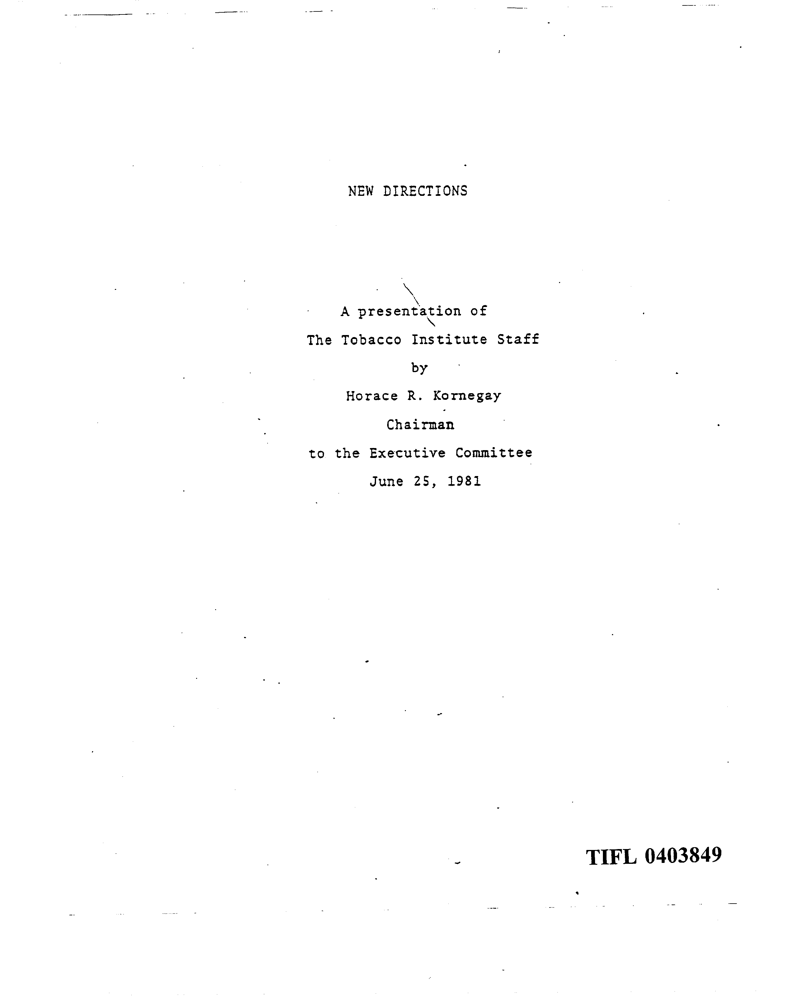 NEW DIRECTIONS
A presentation of
The Tobacco Institute Staff
by
Horace R. Kornegay
Chairman
to the Executive Committee
June 25, 1981
TIFL 0403849